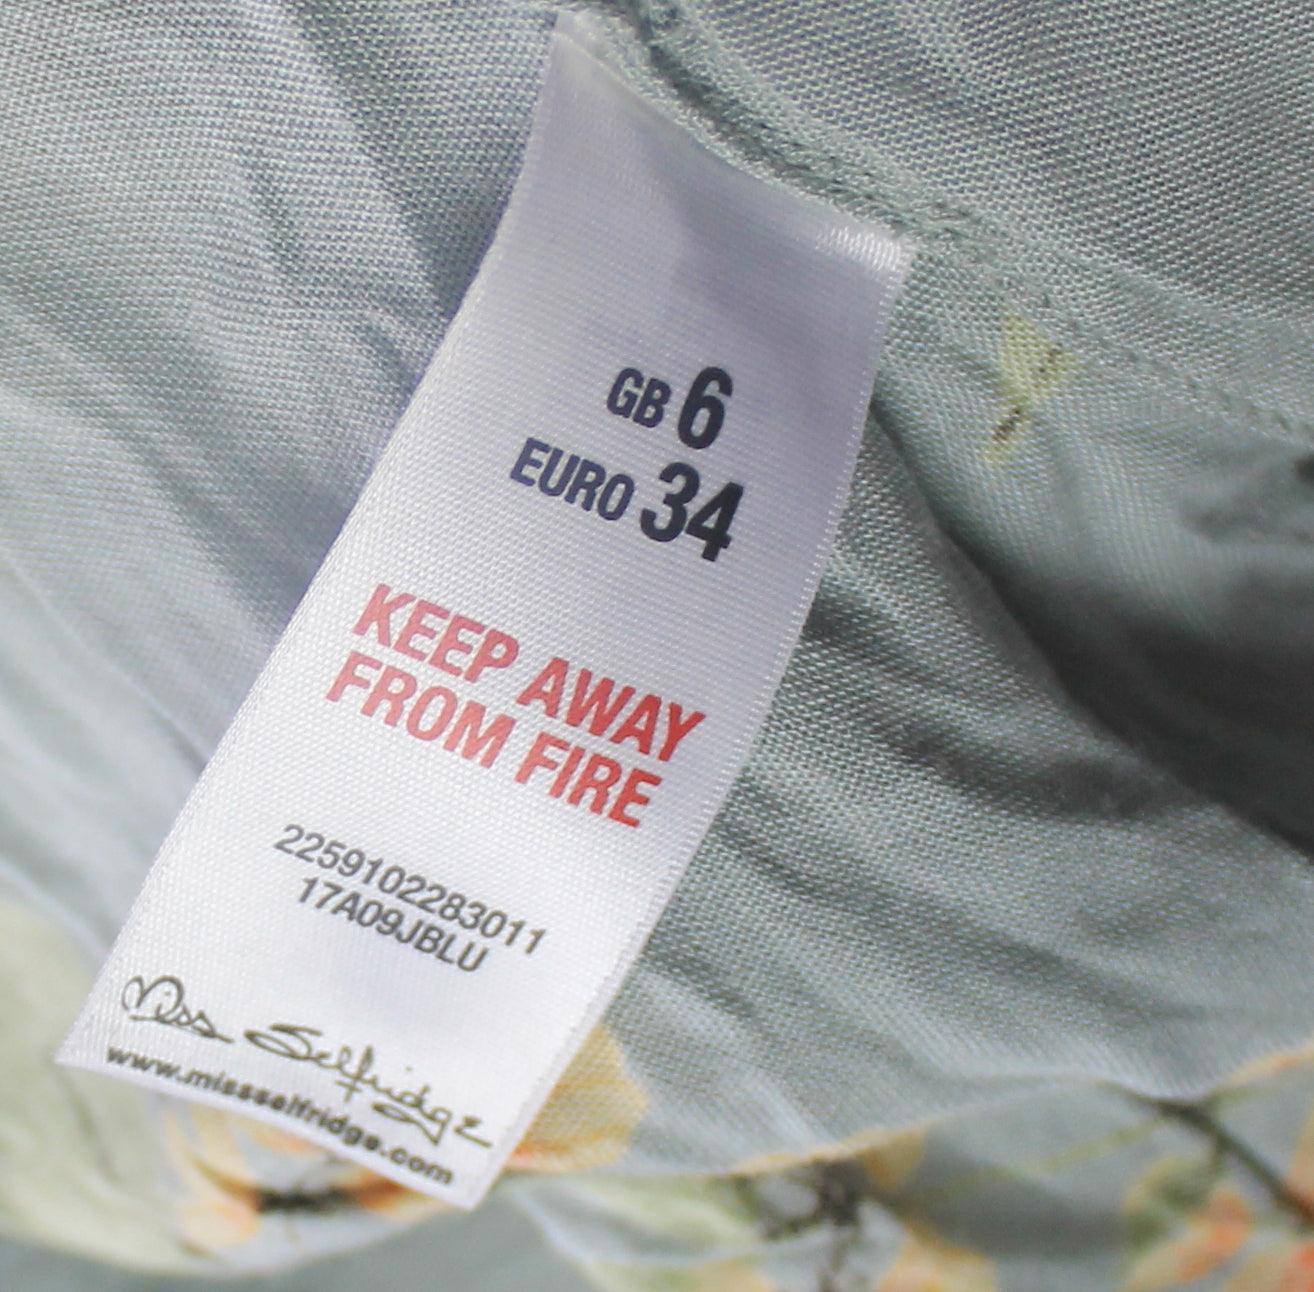 GB 6
EURO 34
KEEP AWAY
FROM FIRE
2259102283011
17A09JBLU
Miss Selfridge
www.missselfridge.com